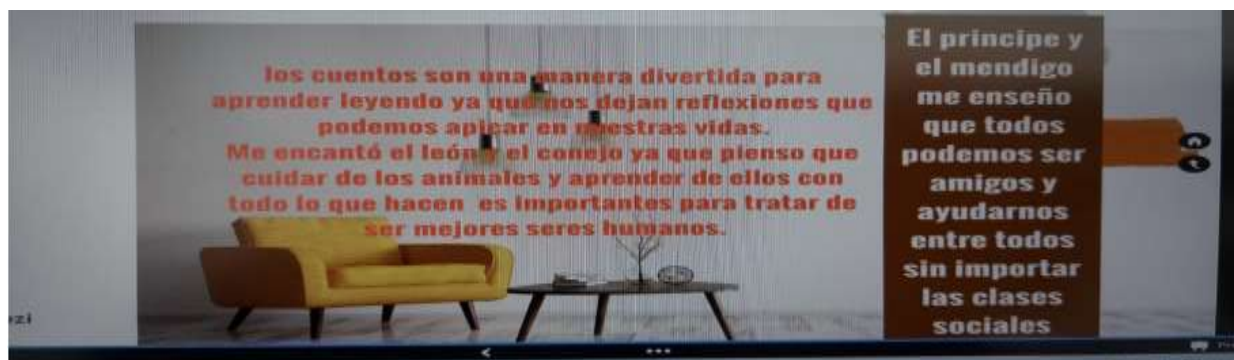 los cuentos son una manera divertida para
aprender leyendo ya que nos dejan reflexiones que
podemos apicar en nuestras vidas.
Me encantó el león y el conejo ya que pienso que
cuidar de los animales y aprender de ellos con
todo lo que hacen es importantes para tratar de
ser mejores seres humanos.
El principe y
el mendigo
me enseño
que todos
podemos ser
amigos y
ayudarnos
entre todos
sin importar
las clases
sociales